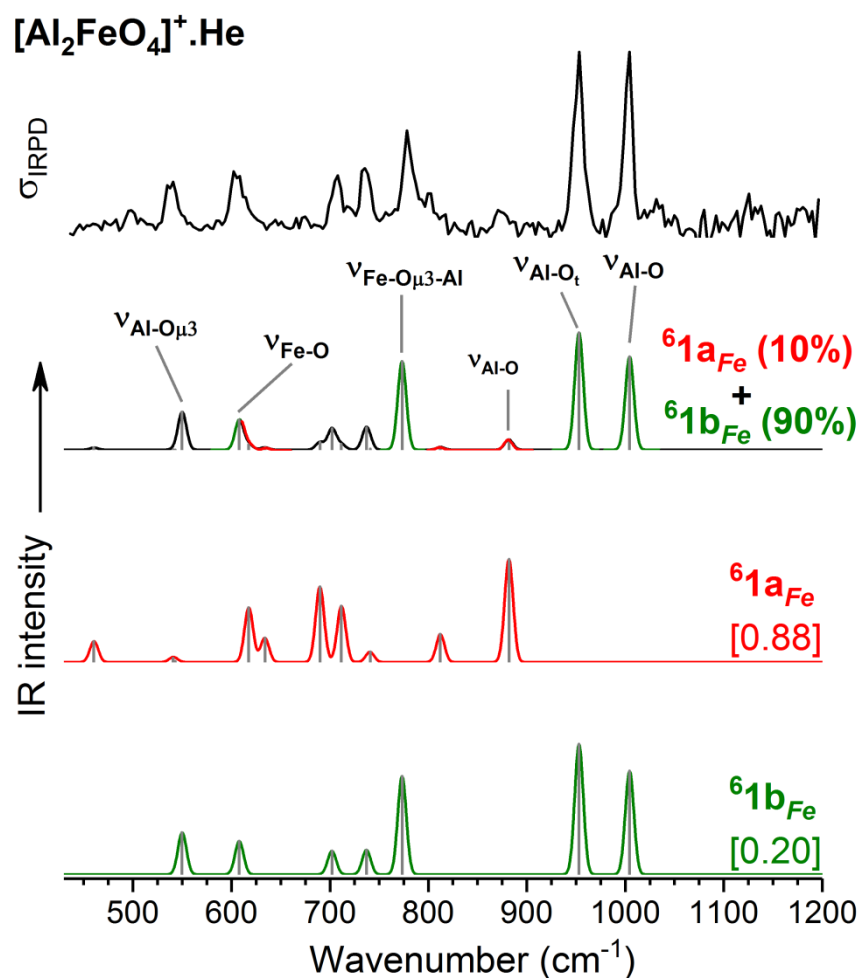 [Al₂FeO₄]⁺.He
σIRPD
νAl-Oμ3
νFe-O
νFe-Oμ3-Al
νAl-O
νAl-Oₜ
νAl-O
⁶1aFe (10%)
+
⁶1bFe (90%)
⁶1aFe
[0.88]
⁶1bFe
[0.20]
IR intensity
500 600 700 800 900 1000 1100 1200
Wavenumber (cm⁻¹)